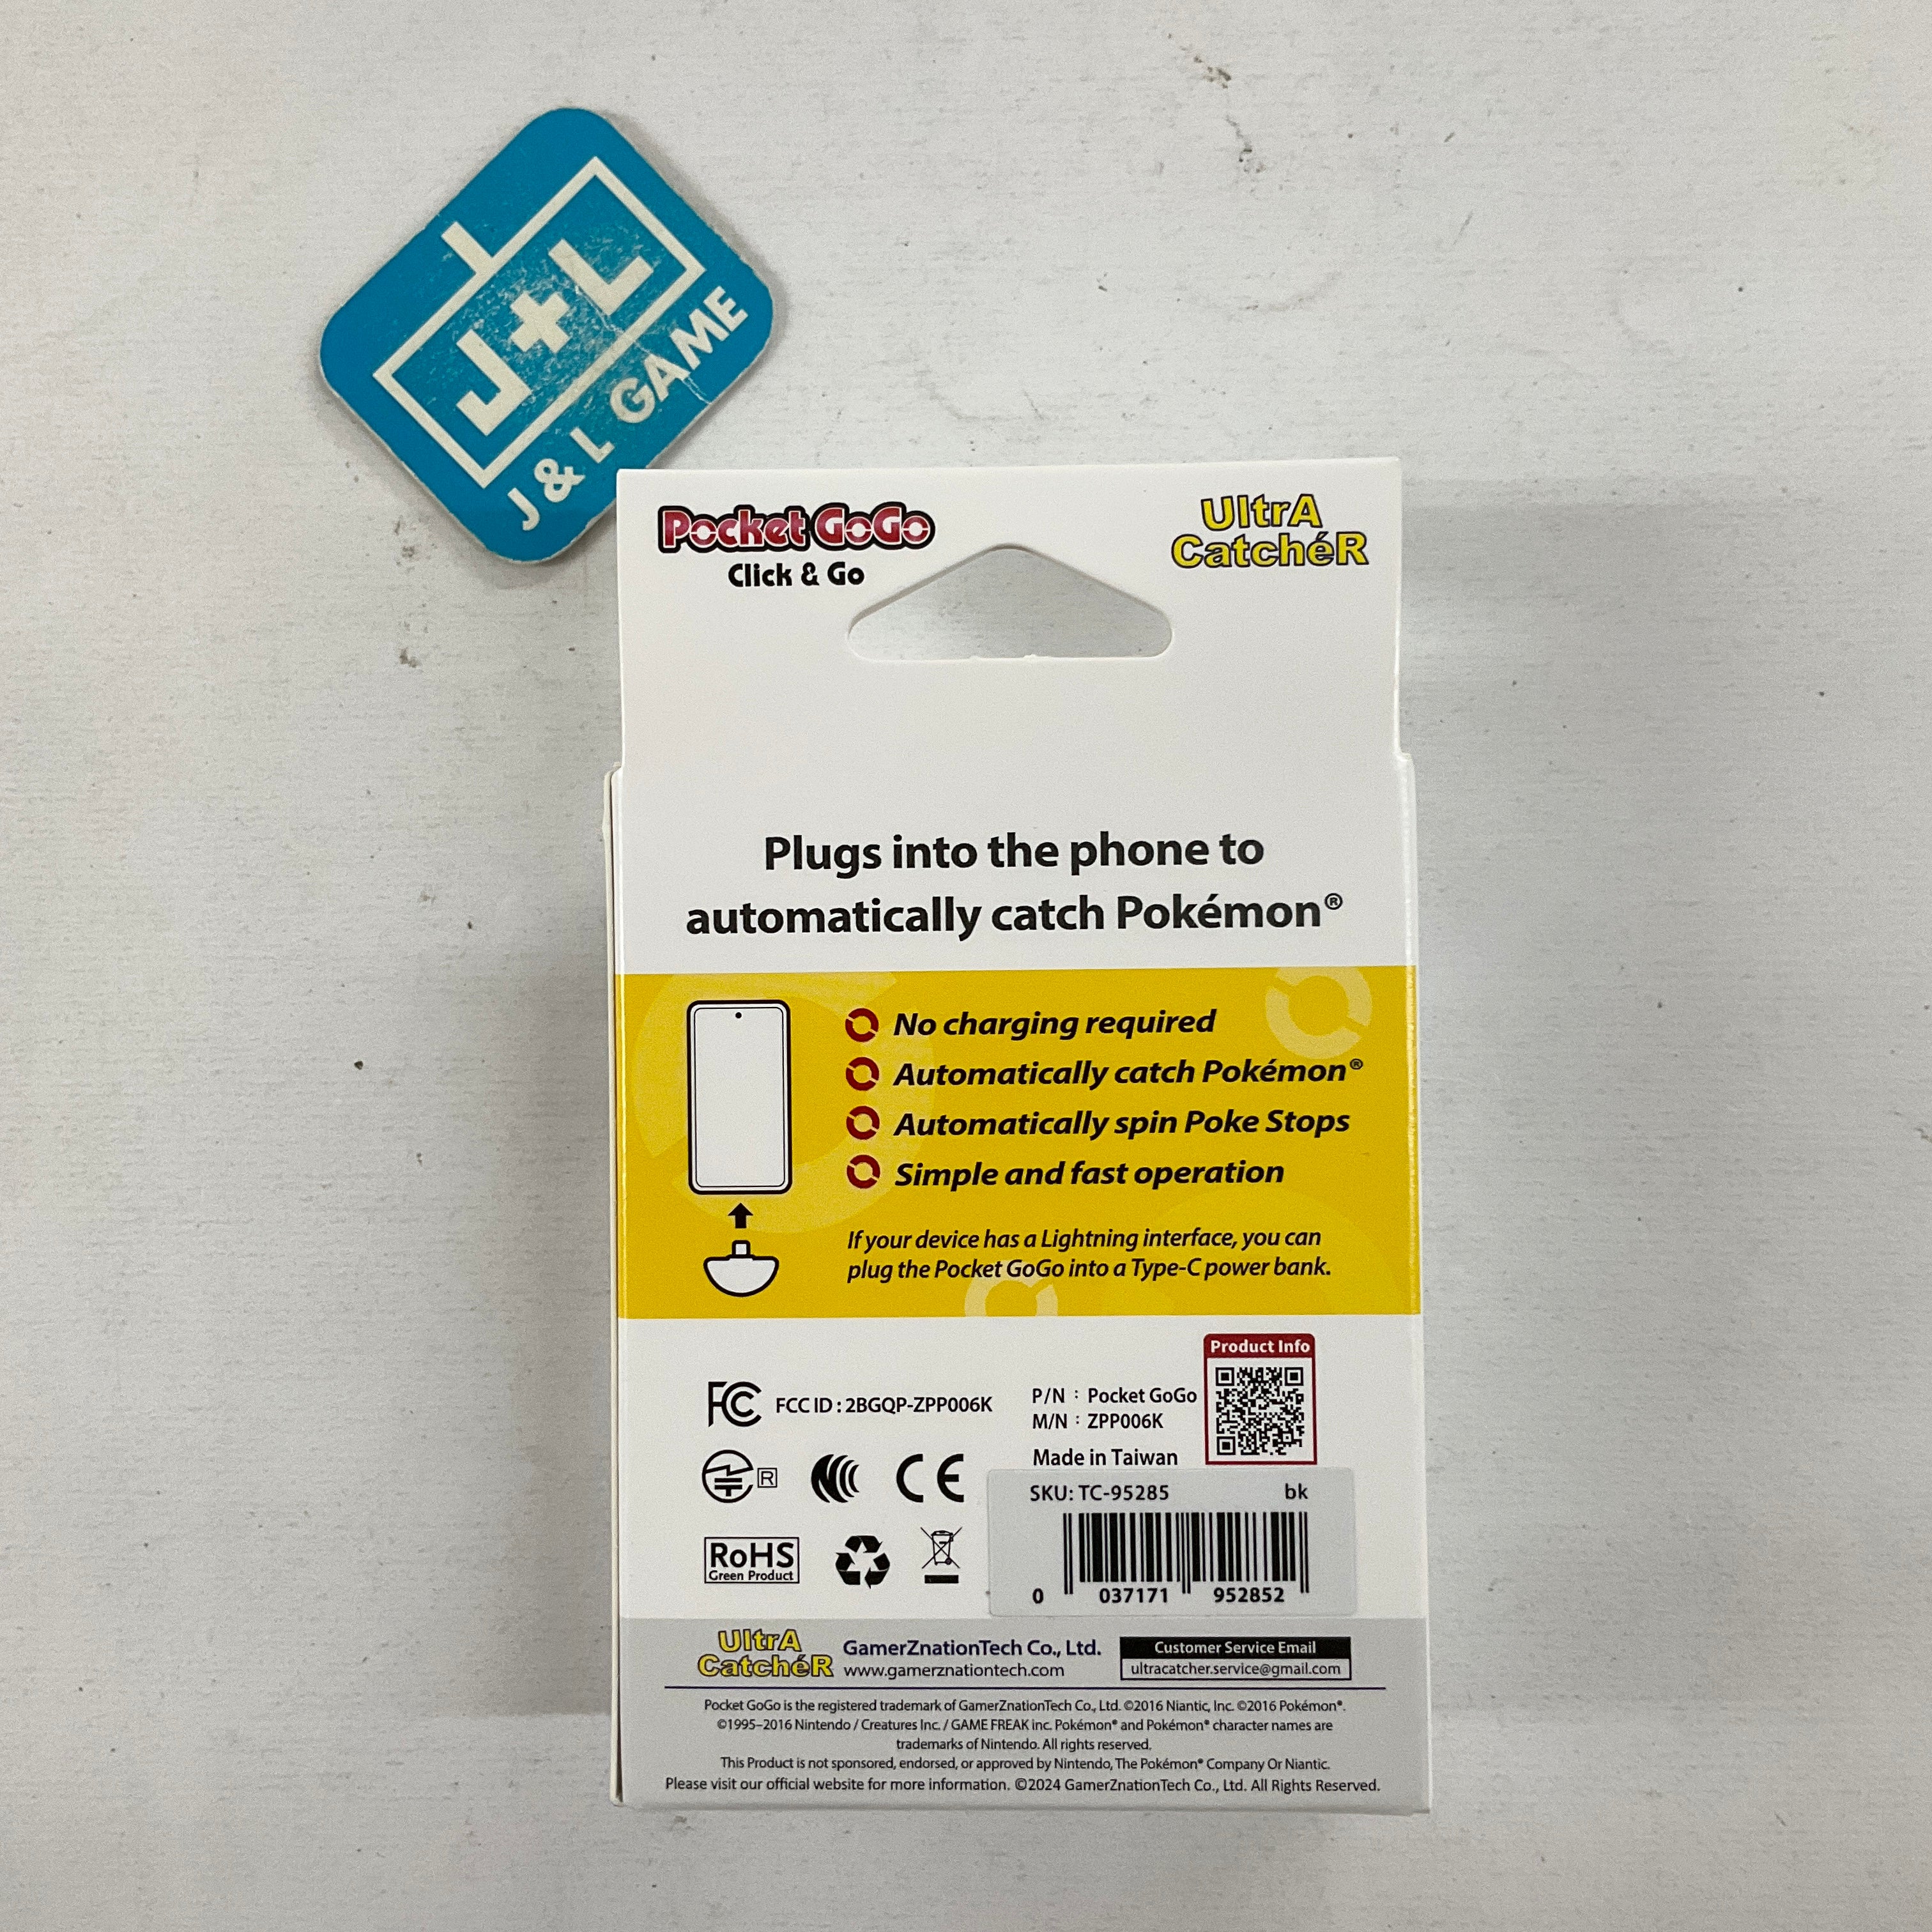 J+L
J & L GAME
Pocket GoGo
Click & Go
UltrA
CatchéR
Plugs into the phone to
automatically catch Pokémon®
No charging required
Automatically catch Pokémon®
Automatically spin Poke Stops
Simple and fast operation
If your device has a Lightning interface, you can
plug the Pocket GoGo into a Type-C power bank.
Product Info
FC
FCC ID : 2BGQP-ZPP006K
P/N : Pocket GoGo
M/N : ZPP006K
Made in Taiwan
R
CE
SKU: TC-95285 bk
0 037171 952852
RoHS
Green Product
UltrA
CatchéR
GamerZnationTech Co., Ltd.
www.gamerznationtech.com
Customer Service Email
ultracatcher.service@gmail.com
Pocket GoGo is the registered trademark of GamerZnationTech Co., Ltd. ©2016 Niantic, Inc. ©2016 Pokémon®.
©1995–2016 Nintendo / Creatures Inc. / GAME FREAK inc. Pokémon® and Pokémon® character names are
trademarks of Nintendo. All rights reserved.
This Product is not sponsored, endorsed, or approved by Nintendo, The Pokémon® Company Or Niantic.
Please visit our official website for more information. ©2024 GamerZnationTech Co., Ltd. All Rights Reserved.